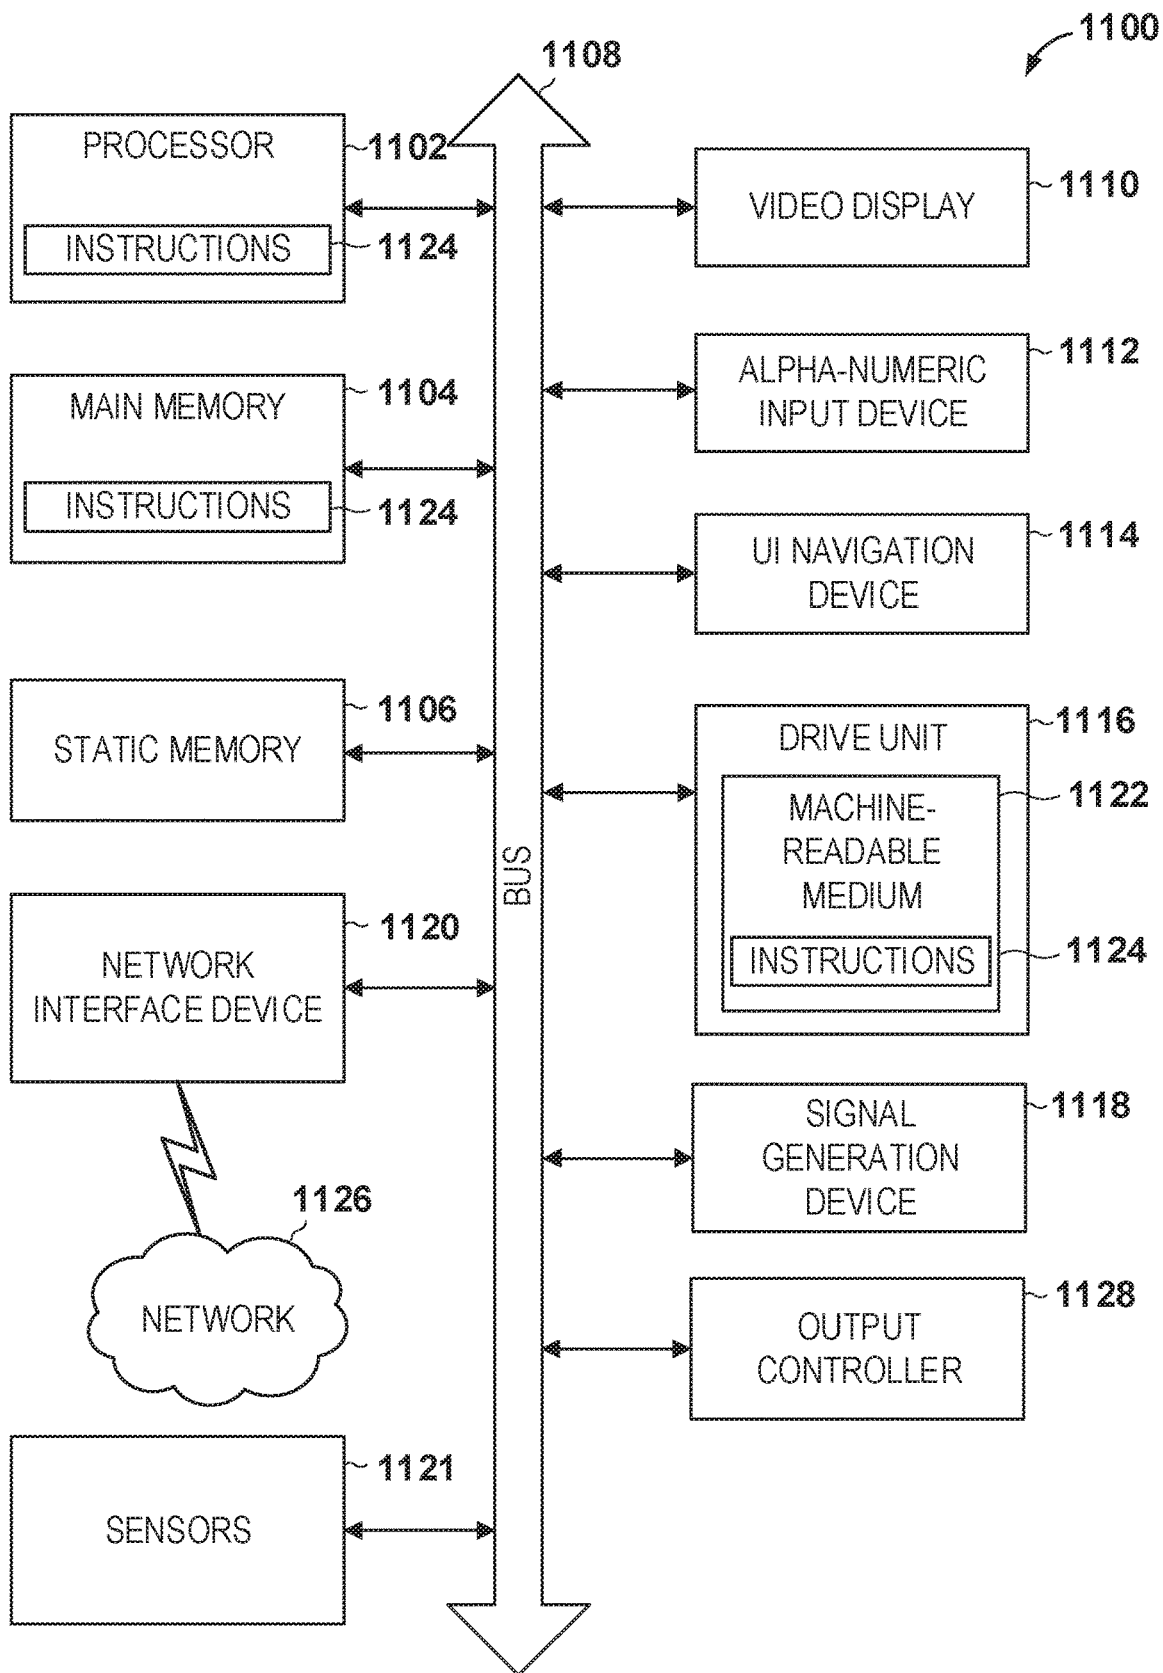 1100
1108
PROCESSOR
1102
INSTRUCTIONS
1124
MAIN MEMORY
1104
INSTRUCTIONS
1124
STATIC MEMORY
1106
NETWORK
INTERFACE DEVICE
1120
1126
NETWORK
SENSORS
1121
BUS
VIDEO DISPLAY
1110
ALPHA-NUMERIC
INPUT DEVICE
1112
UI NAVIGATION
DEVICE
1114
DRIVE UNIT
1116
MACHINE-
READABLE
MEDIUM
1122
INSTRUCTIONS
1124
SIGNAL
GENERATION
DEVICE
1118
OUTPUT
CONTROLLER
1128